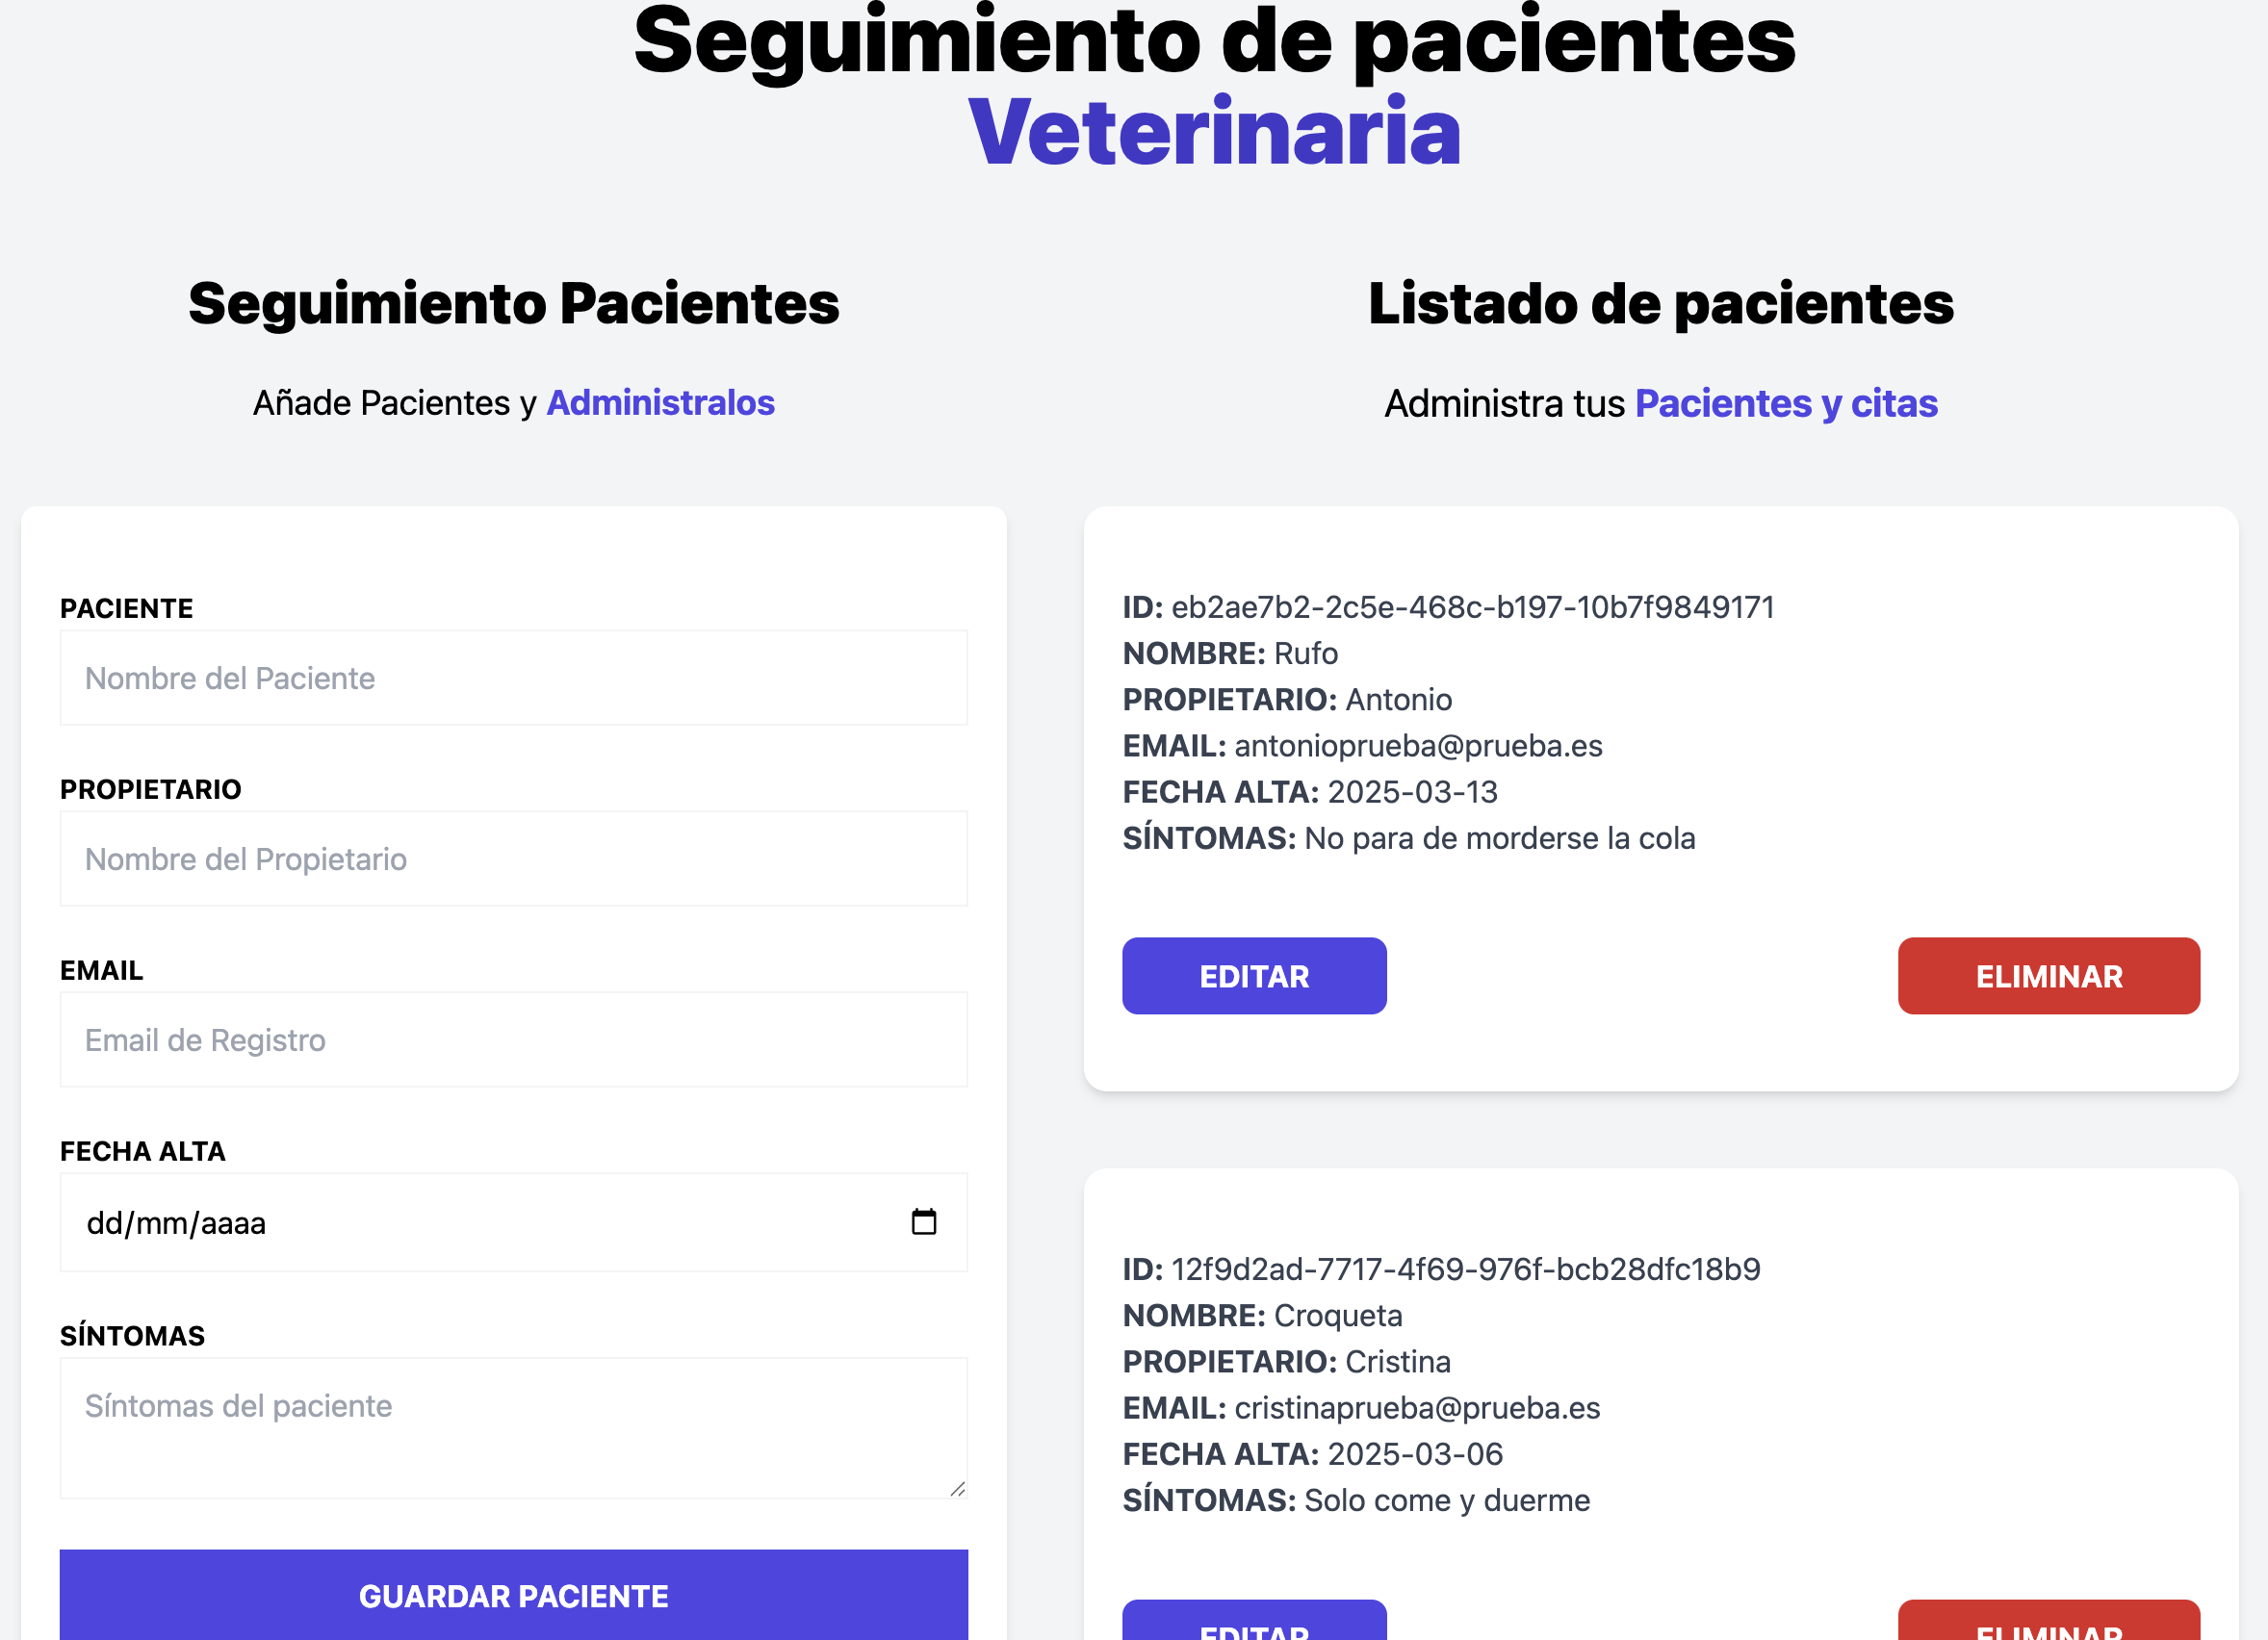 Seguimiento de pacientes
Veterinaria
Seguimiento Pacientes
Añade Pacientes y Administralos
PACIENTE
Nombre del Paciente
PROPIETARIO
Nombre del Propietario
EMAIL
Email de Registro
FECHA ALTA
dd/mm/aaaa
SÍNTOMAS
Síntomas del paciente
GUARDAR PACIENTE
Listado de pacientes
Administra tus Pacientes y citas
ID: eb2ae7b2-2c5e-468c-b197-10b7f9849171
NOMBRE: Rufo
PROPIETARIO: Antonio
EMAIL: antonioprueba@prueba.es
FECHA ALTA: 2025-03-13
SÍNTOMAS: No para de morderse la cola
EDITAR
ELIMINAR
ID: 12f9d2ad-7717-4f69-976f-bcb28dfc18b9
NOMBRE: Croqueta
PROPIETARIO: Cristina
EMAIL: cristinaprueba@prueba.es
FECHA ALTA: 2025-03-06
SÍNTOMAS: Solo come y duerme
EDITAR
ELIMINAR